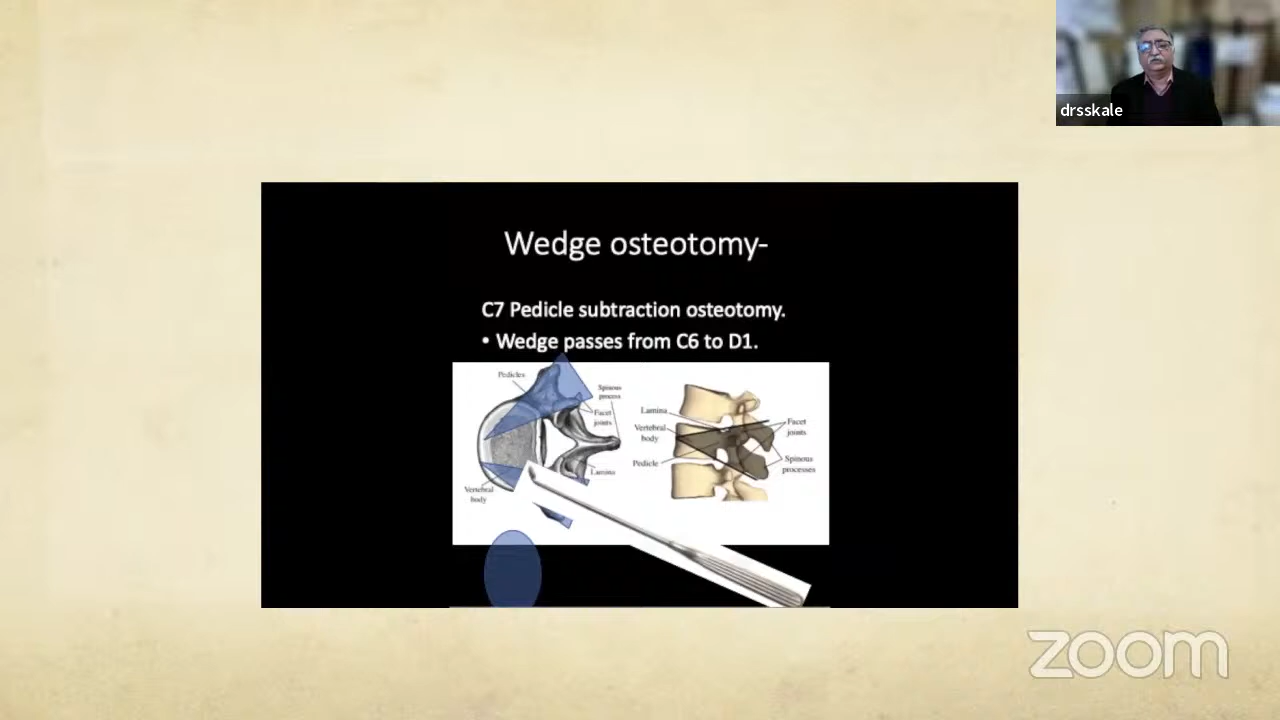 drsskale
Wedge osteotomy-
C7 Pedicle subtraction osteotomy.
• Wedge passes from C6 to D1.
Pedicles
Spinous
process
Facet
joints
Lamina
Vertebral
body
Lamina
Vertebral
body
Pedicle
Facet
joints
Spinous
processes
zoom